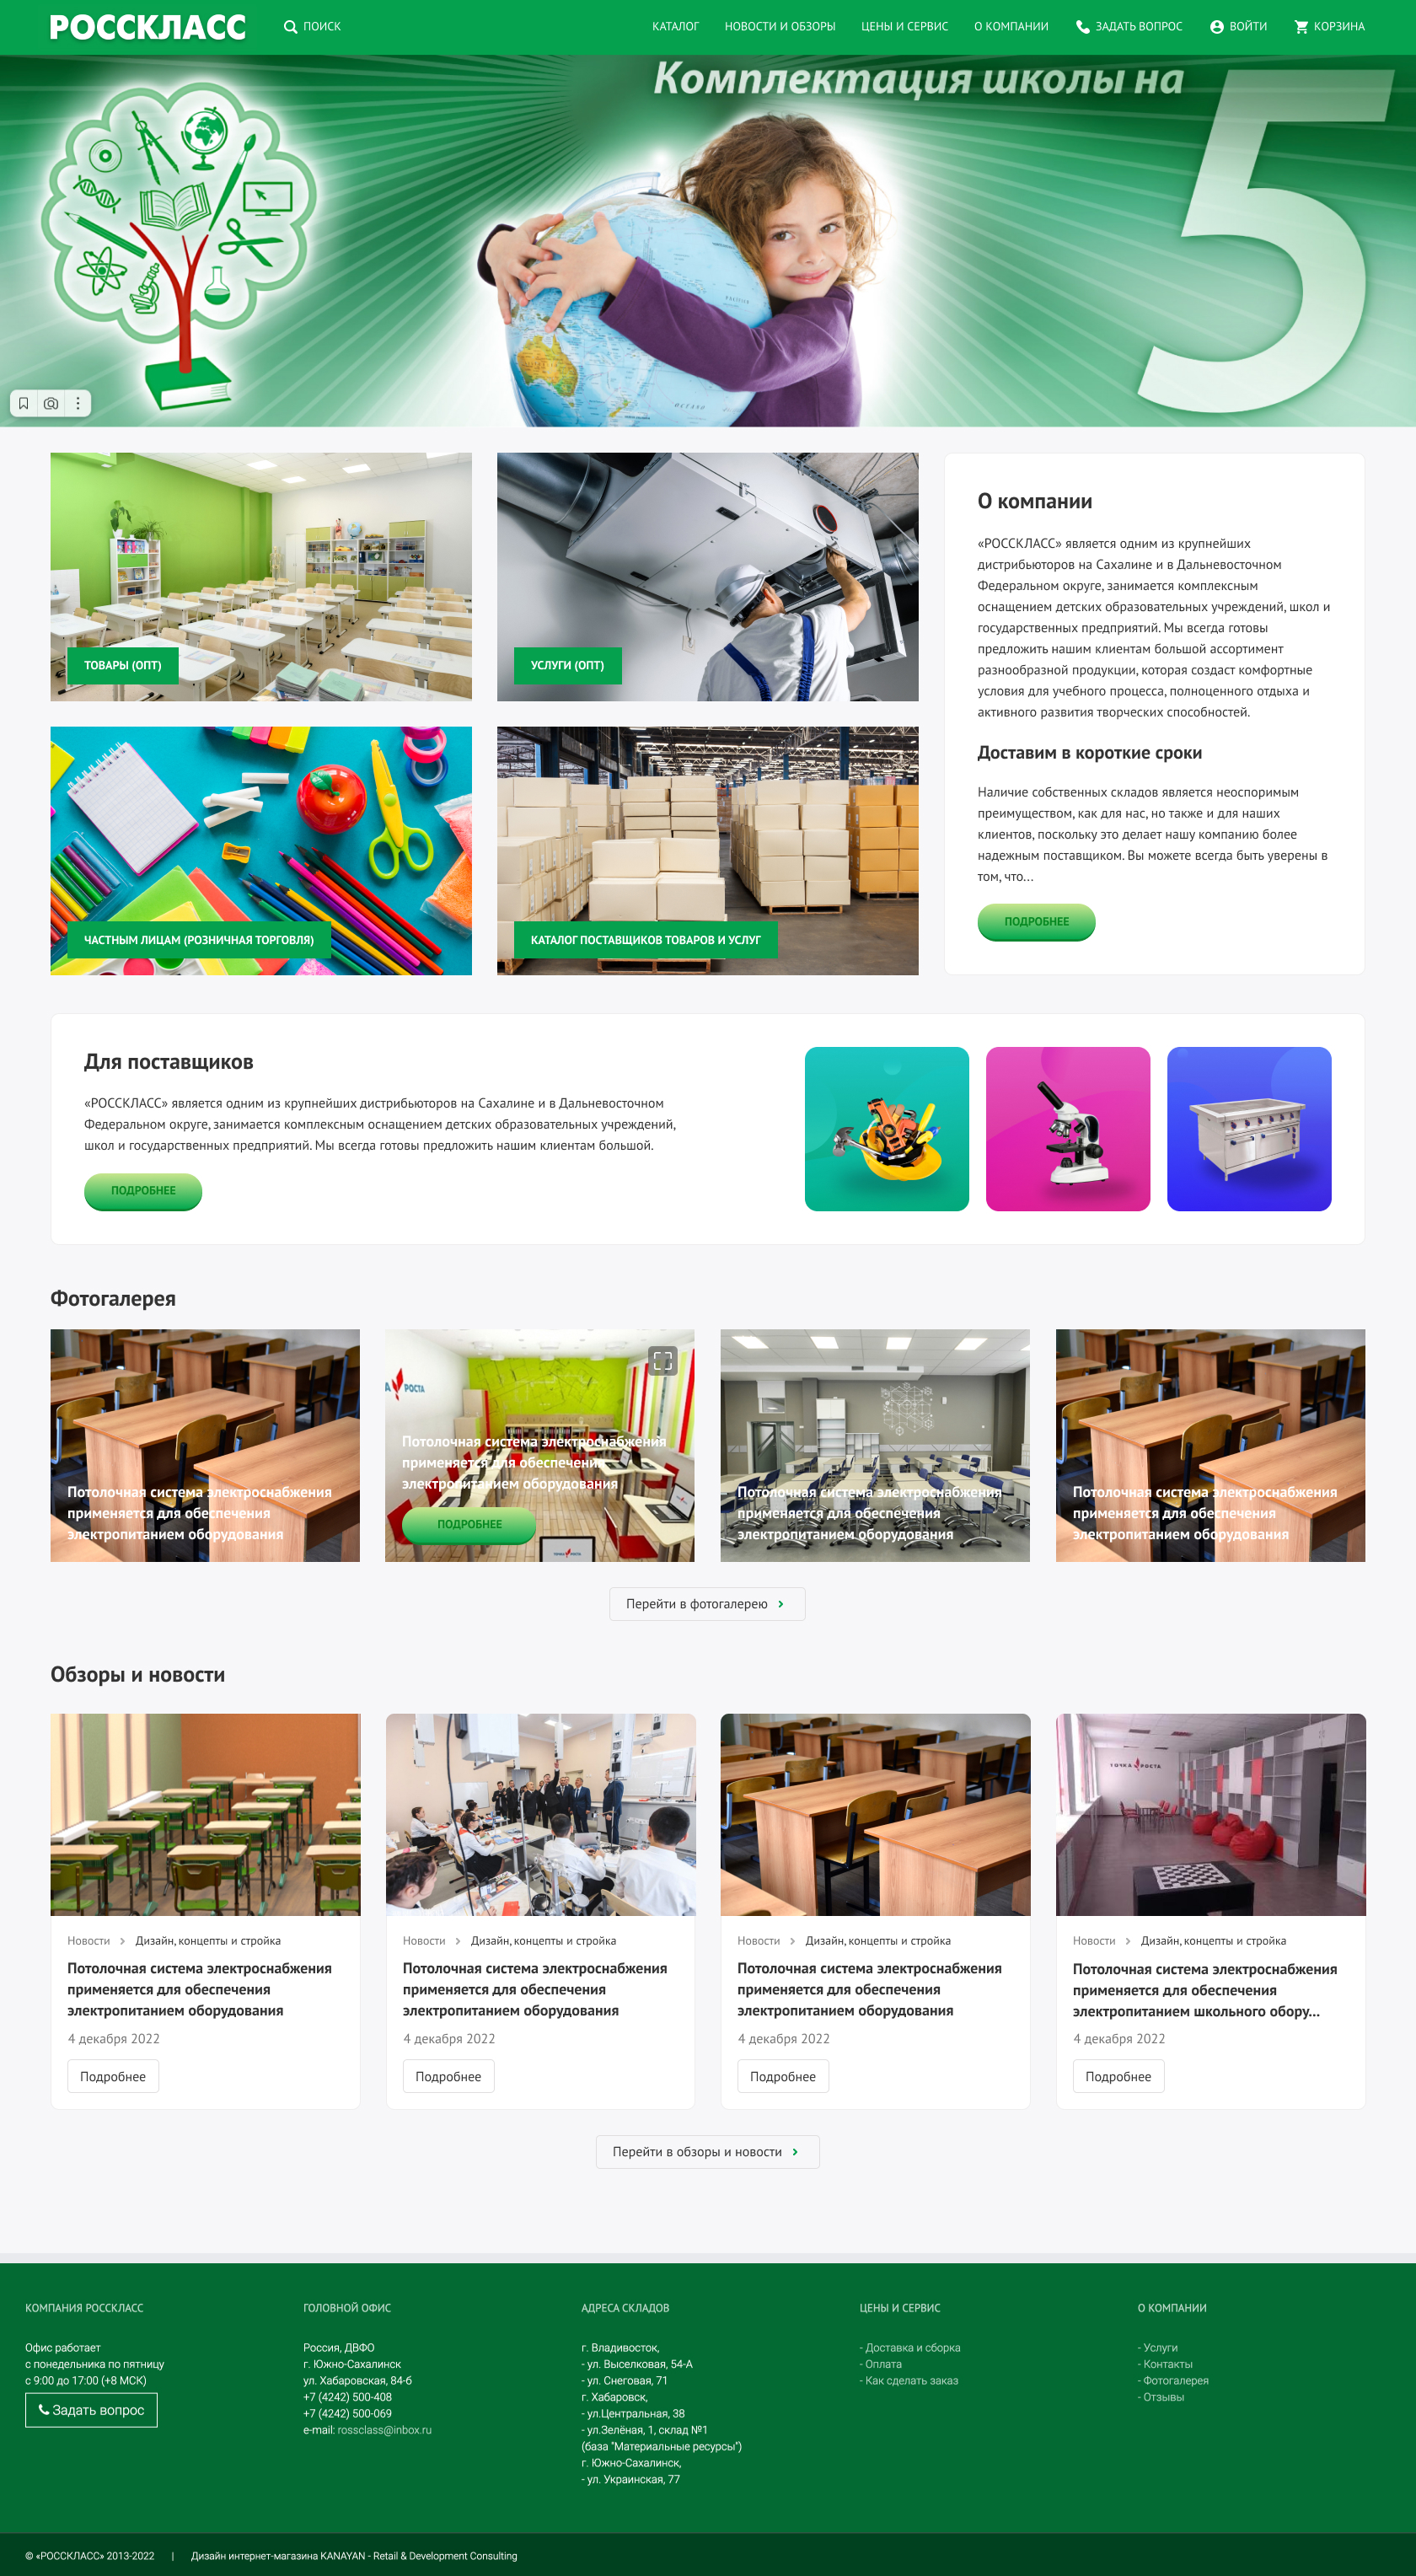 РОССКЛАСС
ПОИСК
КАТАЛОГ
НОВОСТИ И ОБЗОРЫ
ЦЕНЫ И СЕРВИС
О КОМПАНИИ
ЗАДАТЬ ВОПРОС
ВОЙТИ
КОРЗИНА
Комплектация школы на
5
ТОВАРЫ (ОПТ)
УСЛУГИ (ОПТ)
ЧАСТНЫМ ЛИЦАМ (РОЗНИЧНАЯ ТОРГОВЛЯ)
КАТАЛОГ ПОСТАВЩИКОВ ТОВАРОВ И УСЛУГ
О компании
«РОССКЛАСС» является одним из крупнейших
дистрибьюторов на Сахалине и в Дальневосточном
Федеральном округе, занимается комплексным
оснащением детских образовательных учреждений, школ и
государственных предприятий. Мы всегда готовы
предложить нашим клиентам большой ассортимент
разнообразной продукции, которая создаст комфортные
условия для учебного процесса, полноценного отдыха и
активного развития творческих способностей.
Доставим в короткие сроки
Наличие собственных складов является неоспоримым
преимуществом, как для нас, но также и для наших
клиентов, поскольку это делает нашу компанию более
надежным поставщиком. Вы можете всегда быть уверены в
том, что...
ПОДРОБНЕЕ
Для поставщиков
«РОССКЛАСС» является одним из крупнейших дистрибьюторов на Сахалине и в Дальневосточном
Федеральном округе, занимается комплексным оснащением детских образовательных учреждений,
школ и государственных предприятий. Мы всегда готовы предложить нашим клиентам большой.
ПОДРОБНЕЕ
Фотогалерея
Потолочная система электроснабжения
применяется для обеспечения
электропитанием оборудования
РОСТА
Потолочная система электроснабжения
применяется для обеспечения
электропитанием оборудования
ПОДРОБНЕЕ
Потолочная система электроснабжения
применяется для обеспечения
электропитанием оборудования
Потолочная система электроснабжения
применяется для обеспечения
электропитанием оборудования
Перейти в фотогалерею
Обзоры и новости
ТОЧКА РОСТА
Новости > Дизайн, концепты и стройка
Потолочная система электроснабжения
применяется для обеспечения
электропитанием оборудования
4 декабря 2022
Подробнее
Новости > Дизайн, концепты и стройка
Потолочная система электроснабжения
применяется для обеспечения
электропитанием оборудования
4 декабря 2022
Подробнее
Новости > Дизайн, концепты и стройка
Потолочная система электроснабжения
применяется для обеспечения
электропитанием оборудования
4 декабря 2022
Подробнее
Новости > Дизайн, концепты и стройка
Потолочная система электроснабжения
применяется для обеспечения
электропитанием школьного обору...
4 декабря 2022
Подробнее
Перейти в обзоры и новости
КОМПАНИЯ РОССКЛАСС
Офис работает
с понедельника по пятницу
с 9:00 до 17:00 (+8 МСК)
Задать вопрос
ГОЛОВНОЙ ОФИС
Россия, ДВФО
г. Южно-Сахалинск
ул. Хабаровская, 84-б
+7 (4242) 500-408
+7 (4242) 500-069
e-mail: rossclass@inbox.ru
АДРЕСА СКЛАДОВ
г. Владивосток,
- ул. Выселковая, 54-А
- ул. Снеговая, 71
г. Хабаровск,
- ул.Центральная, 38
- ул.Зелёная, 1, склад №1
(база "Материальные ресурсы")
г. Южно-Сахалинск,
- ул. Украинская, 77
ЦЕНЫ И СЕРВИС
- Доставка и сборка
- Оплата
- Как сделать заказ
О КОМПАНИИ
- Услуги
- Контакты
- Фотогалерея
- Отзывы
© «РОССКЛАСС» 2013-2022 | Дизайн интернет-магазина KANAYAN - Retail & Development Consulting